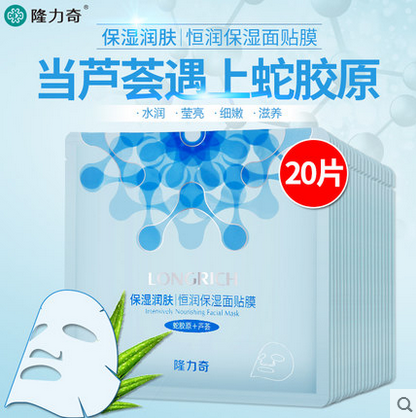 隆力奇®
保湿润肤|恒润保湿面贴膜
当芦荟遇上蛇胶原
·水润 ·莹亮 ·细嫩 ·滋养
20片
LONGRICH
保湿润肤|恒润保湿面贴膜
Intensively Nourishing Facial Mask
蛇胶原+芦荟
隆力奇